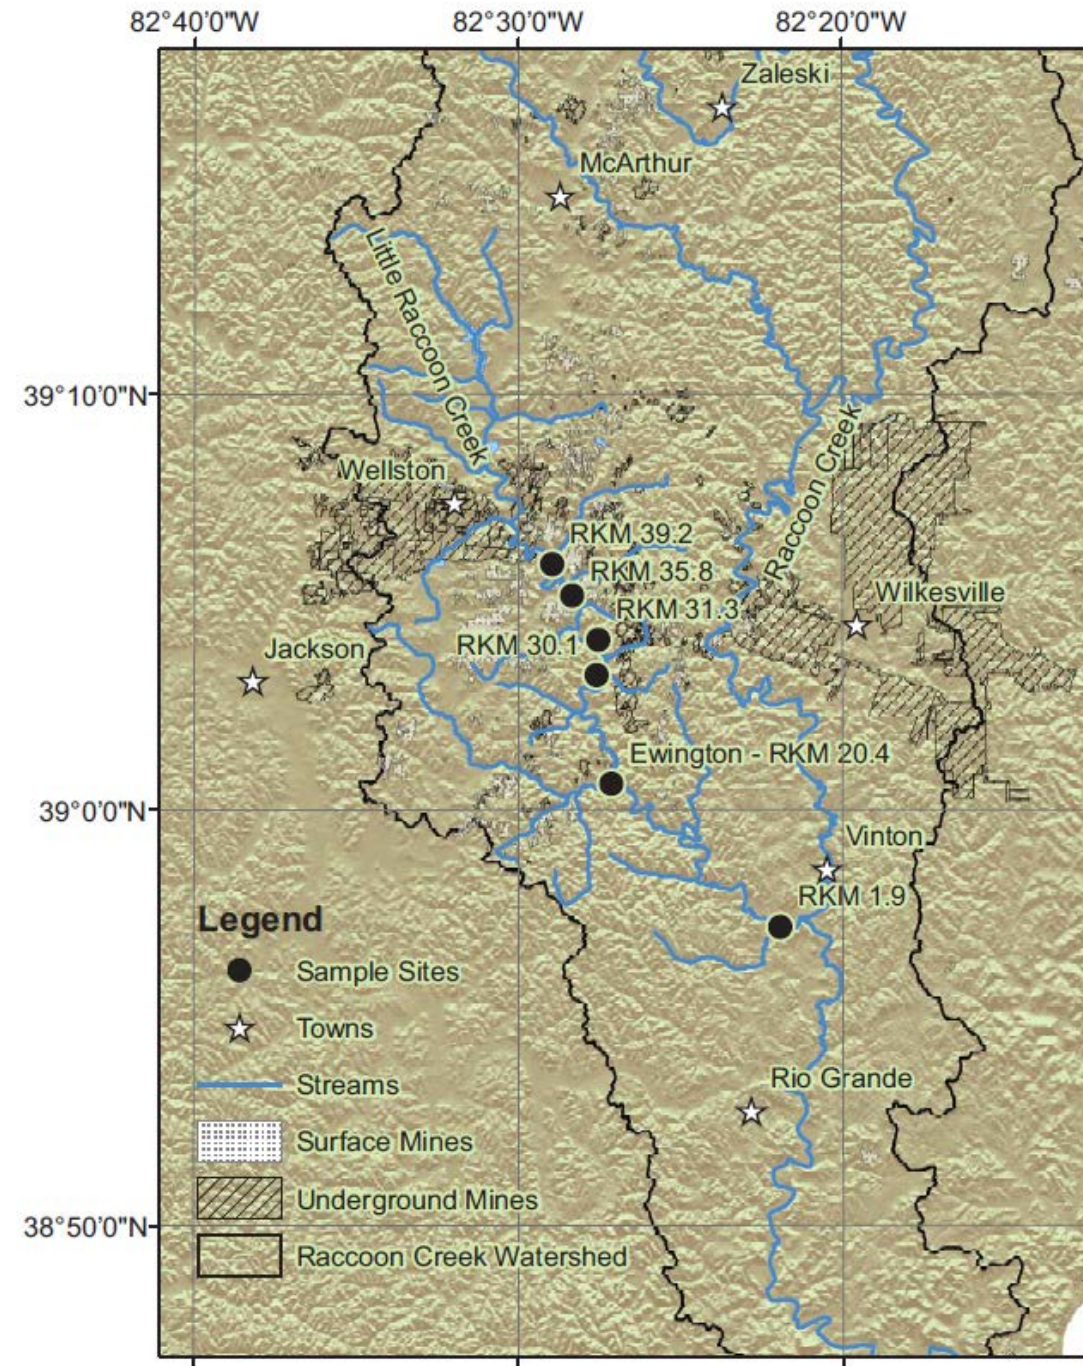 82°40'0"W
82°30'0"W
82°20'0"W
Zaleski
McArthur
Little Raccoon Creek
39°10'0"N
Raccoon Creek
Wellston
RKM 39.2
RKM 35.8
Wilkesville
RKM 31.3
Jackson
RKM 30.1
Ewington - RKM 20.4
39°0'0"N
Vinton
RKM 1.9
Legend
Sample Sites
Towns
Rio Grande
Streams
Surface Mines
Underground Mines
38°50'0"N
Raccoon Creek Watershed